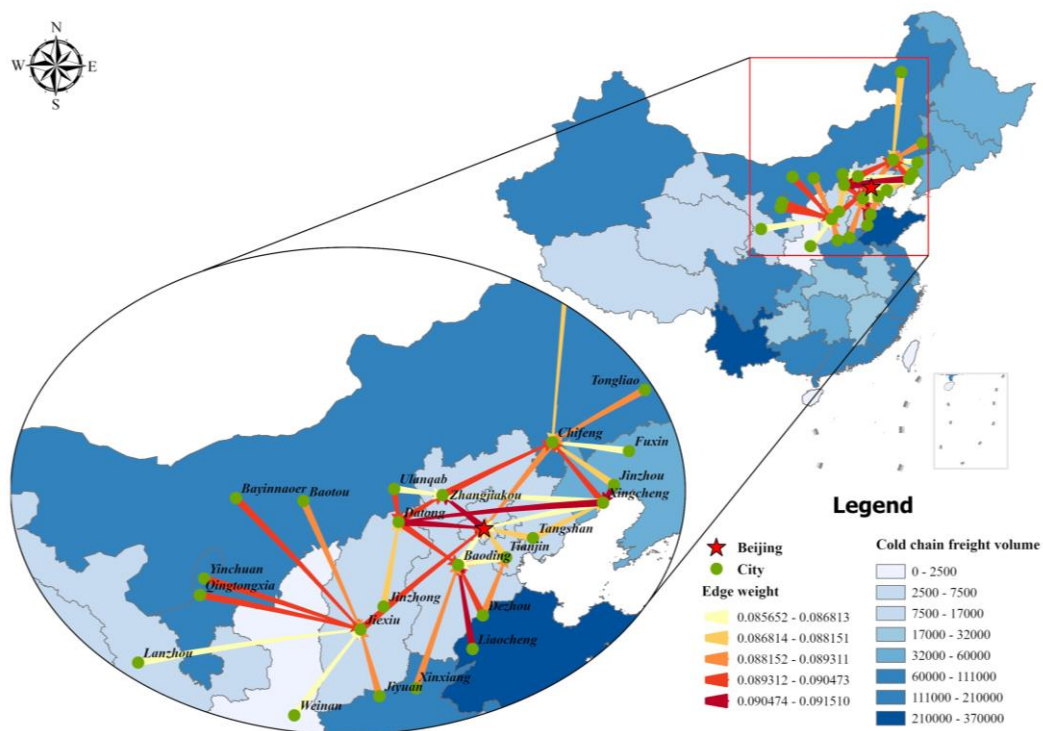 N
W E
S
Tongliao
Chifeng
Fuxin
Ulanqab
Jinzhou
Bayinnaoer
Baotou
Zhangjiakou
Xingcheng
Datong
Tangshan
Tianjin
Baoding
Yinchuan
Qingtongxia
Jinzhong
Dezhou
Jiexiu
Liaocheng
Lanzhou
Xinxiang
Jiyuan
Weinan
Legend
Beijing
City
Edge weight
0.085652 - 0.086813
0.086814 - 0.088151
0.088152 - 0.089311
0.089312 - 0.090473
0.090474 - 0.091510
Cold chain freight volume
0 - 2500
2500 - 7500
7500 - 17000
17000 - 32000
32000 - 60000
60000 - 111000
111000 - 210000
210000 - 370000